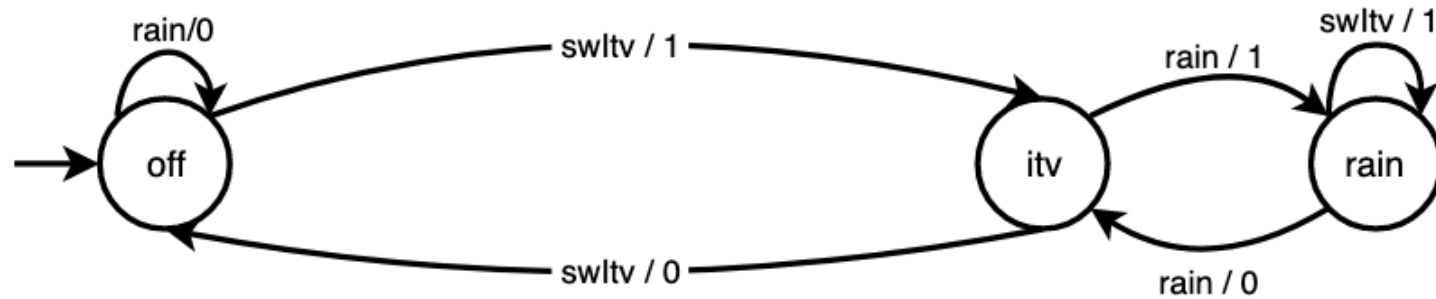 rain/0
swItv / 1
swItv / 1
rain / 1
off
itv
rain
swItv / 0
rain / 0